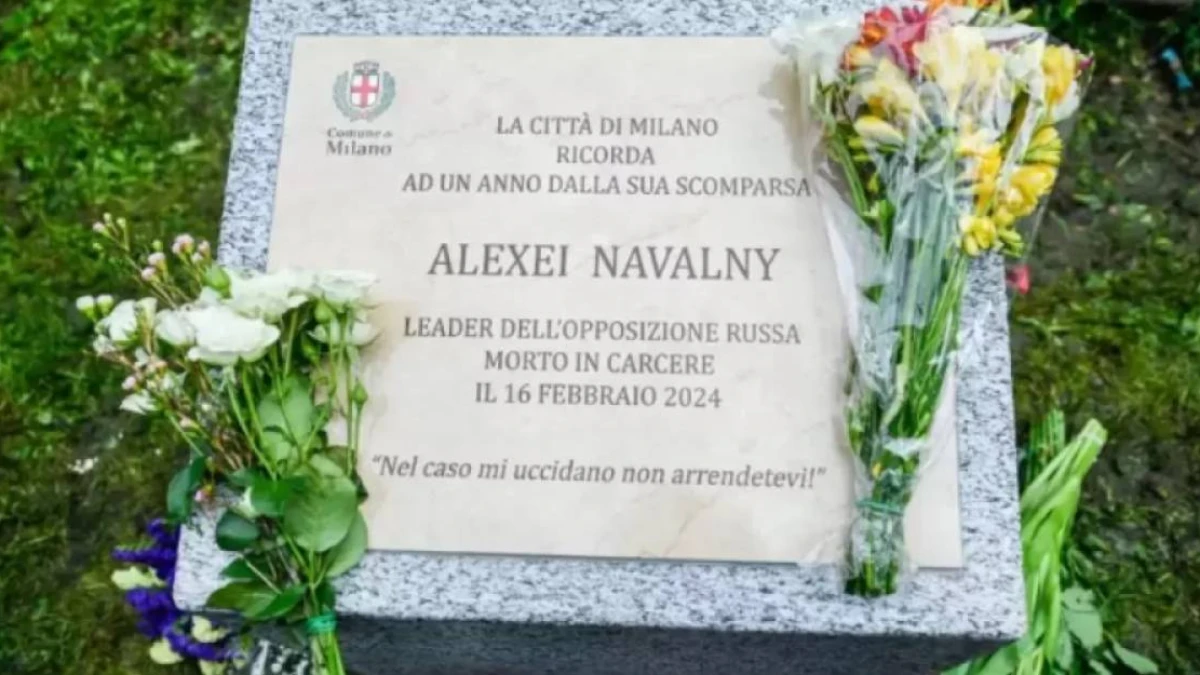 Comune di
Milano
LA CITTÀ DI MILANO
RICORDA
AD UN ANNO DALLA SUA SCOMPARSA
ALEXEI NAVALNY
LEADER DELL'OPPOSIZIONE RUSSA
MORTO IN CARCERE
IL 16 FEBBRAIO 2024
“Nel caso mi uccidano non arrendetevi!”